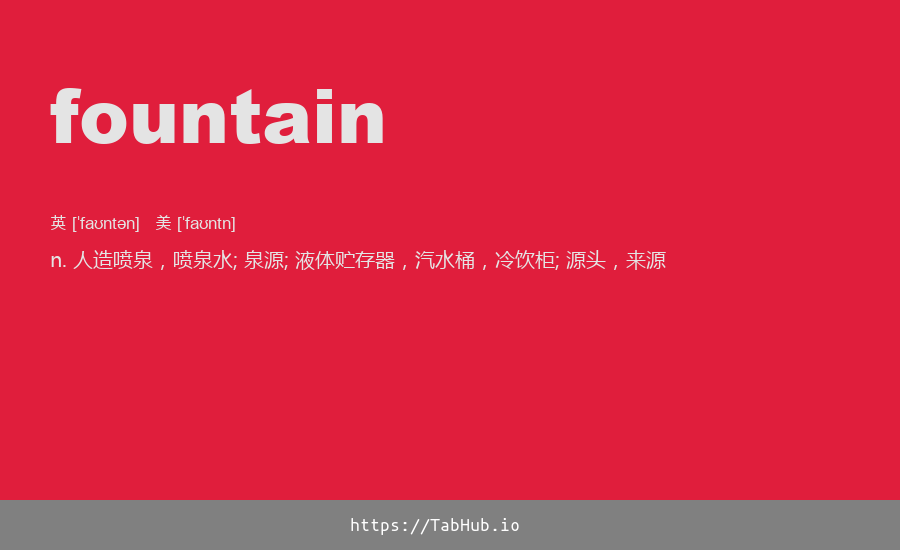 fountain
英 [ˈfaʊntən] 美 [ˈfaʊntn]
n. 人造喷泉，喷泉水; 泉源; 液体贮存器，汽水桶，冷饮柜; 源头，来源
https://TabHub.io